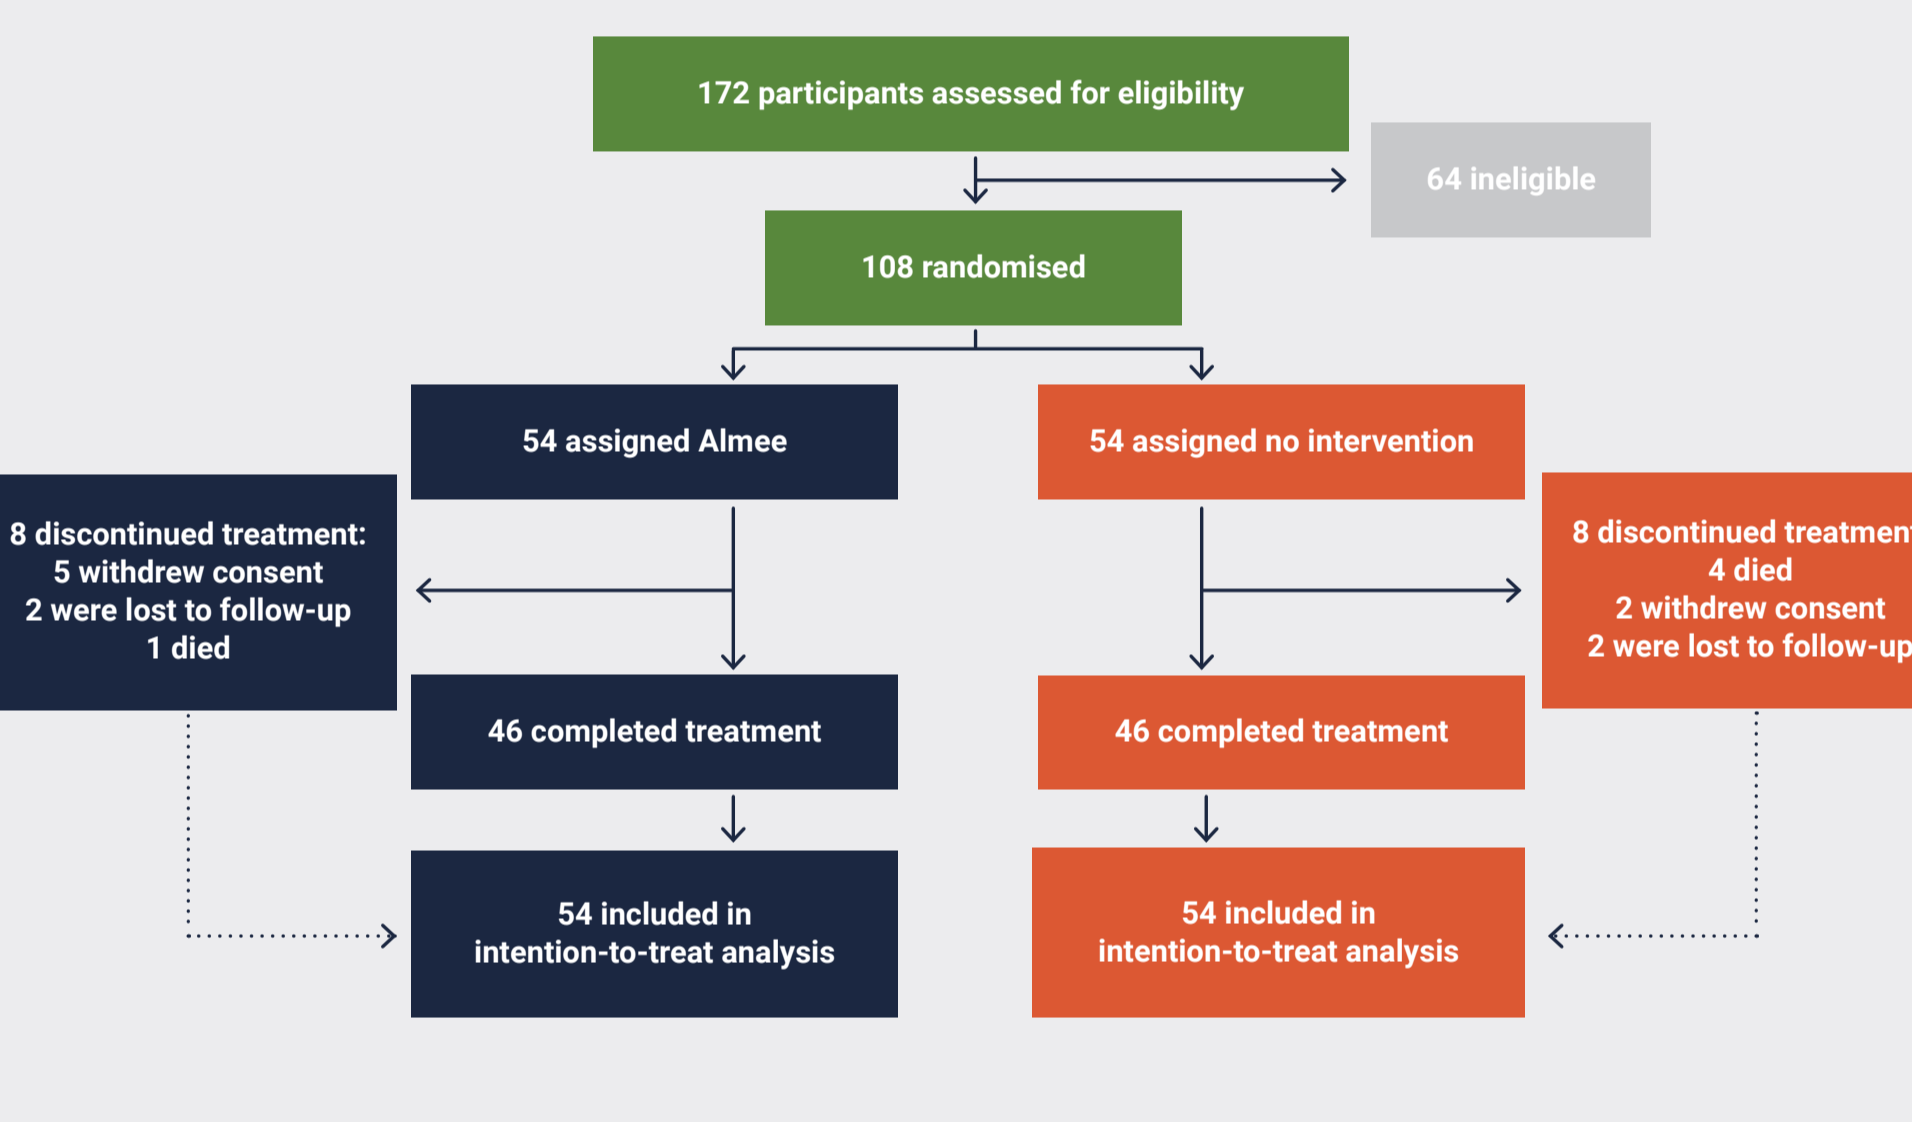 172 participants assessed for eligibility
64 ineligible
108 randomised
54 assigned Almee
54 assigned no intervention
8 discontinued treatment:
5 withdrew consent
2 were lost to follow-up
1 died
8 discontinued treatment
4 died
2 withdrew consent
2 were lost to follow-up
46 completed treatment
46 completed treatment
54 included in
intention-to-treat analysis
54 included in
intention-to-treat analysis